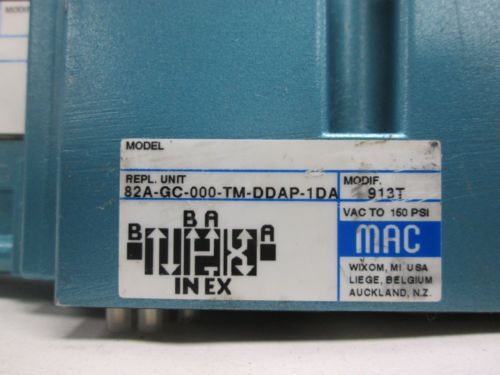 MODEL
REPL. UNIT
82A-GC-000-TM-DDAP-1DA
MODIF.
913T
VAC TO 150 PSI
MAC
WIXOM, MI. USA
LIEGE, BELGIUM
AUCKLAND, N.Z.
B A
B A
IN EX